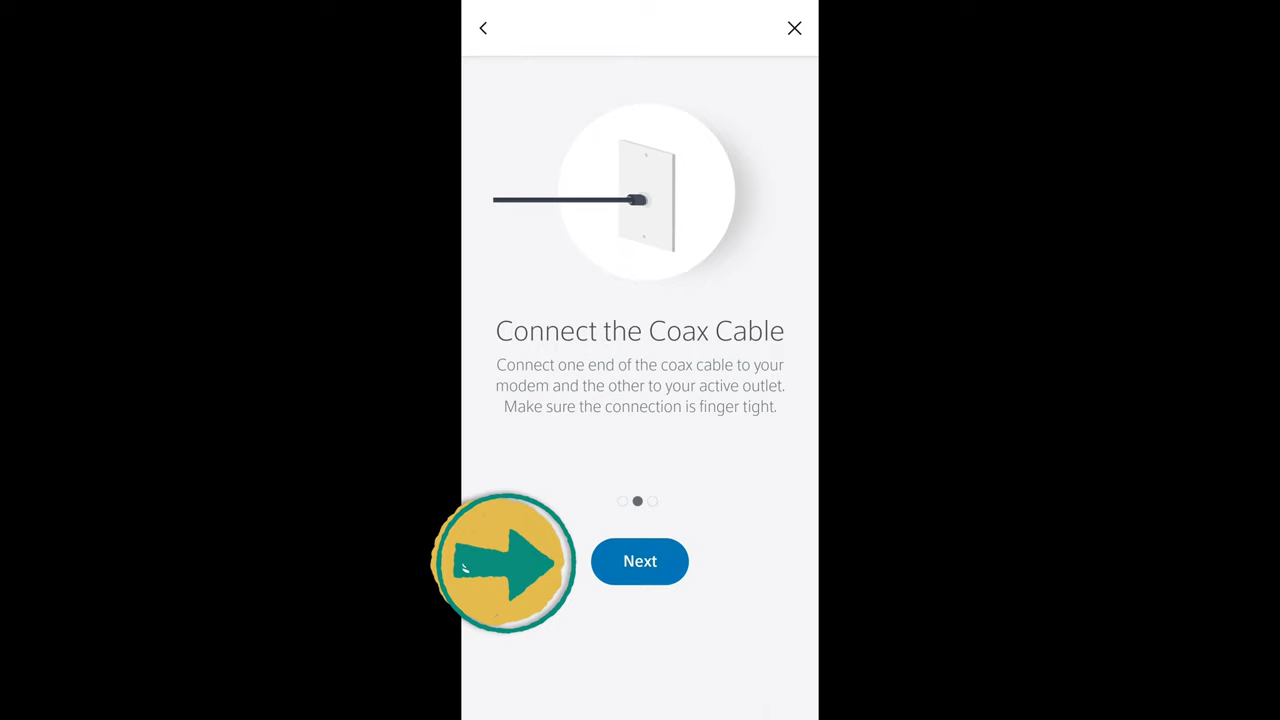 Connect the Coax Cable
Connect one end of the coax cable to your
modem and the other to your active outlet.
Make sure the connection is finger tight.
Next